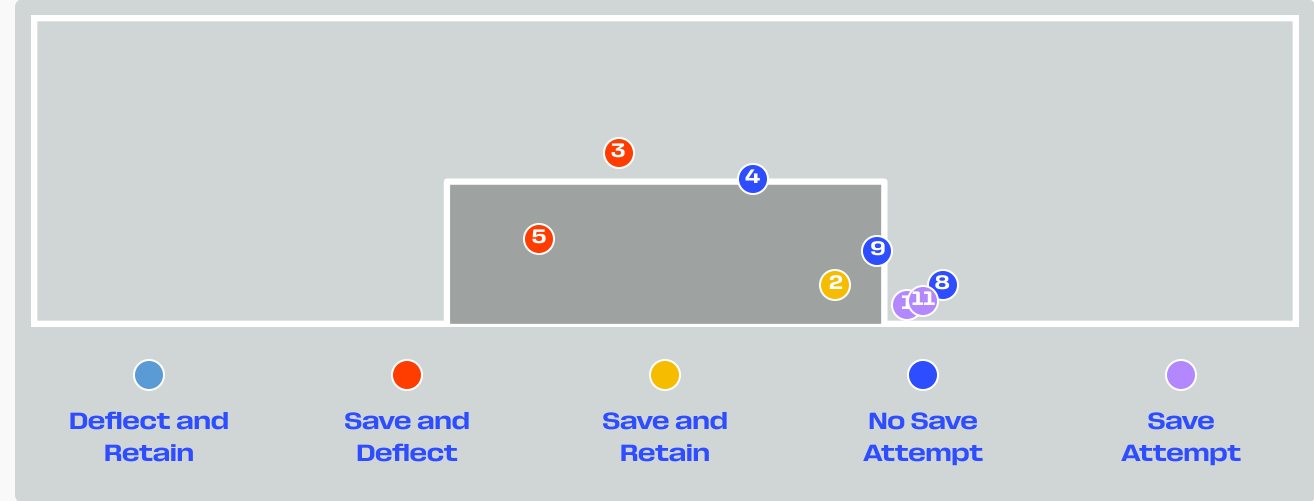 3
4
5
9
2
8
11
Deflect and
Retain
Save and
Deflect
Save and
Retain
No Save
Attempt
Save
Attempt